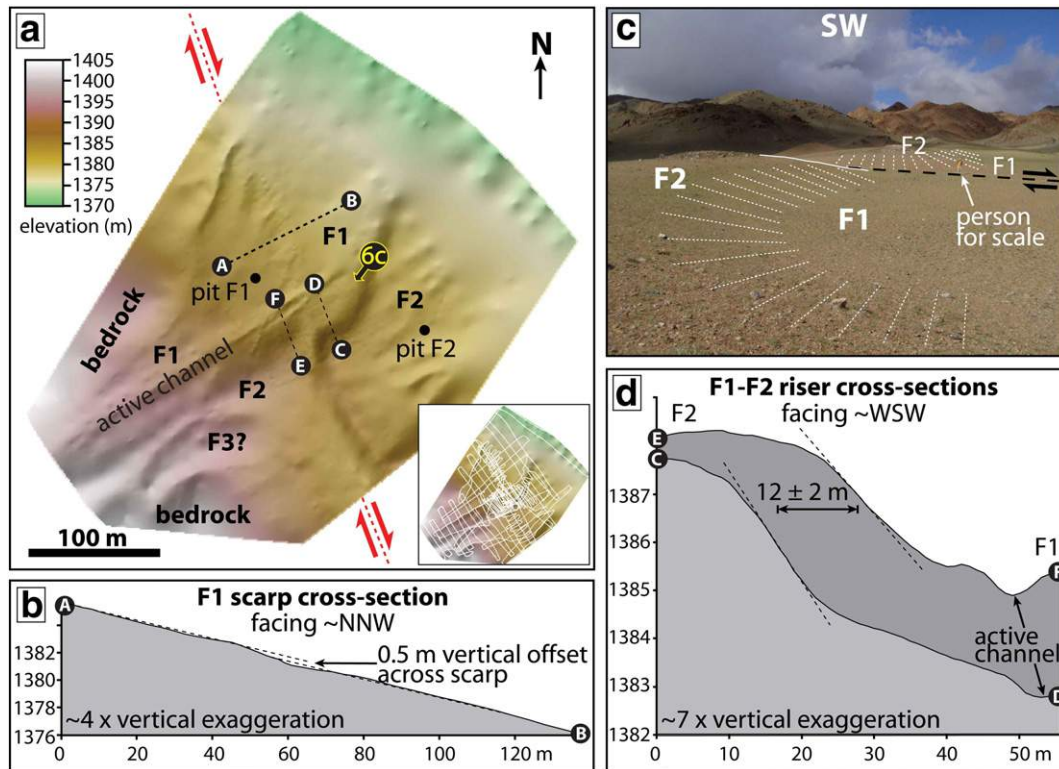 a
1405
1400
1395
1390
1385
1380
1375
1370
elevation (m)
N
B
A
F1
6c
pit F1
D
F
F2
pit F2
C
E
bedrock
F1
active channel
F2
F3?
bedrock
100 m
b
A
F1 scarp cross-section
facing ~NNW
0.5 m vertical offset
across scarp
~4 x vertical exaggeration
B
1382
1380
1378
1376
0 20 40 60 80 100 120 m
c
SW
F2
F1
F2
F1
person
for scale
d
F1-F2 riser cross-sections
facing ~WSW
F2
E
C
12 ± 2 m
F1
F
active
channel
D
~7 x vertical exaggeration
1387
1386
1385
1384
1383
1382
0 10 20 30 40 50 m